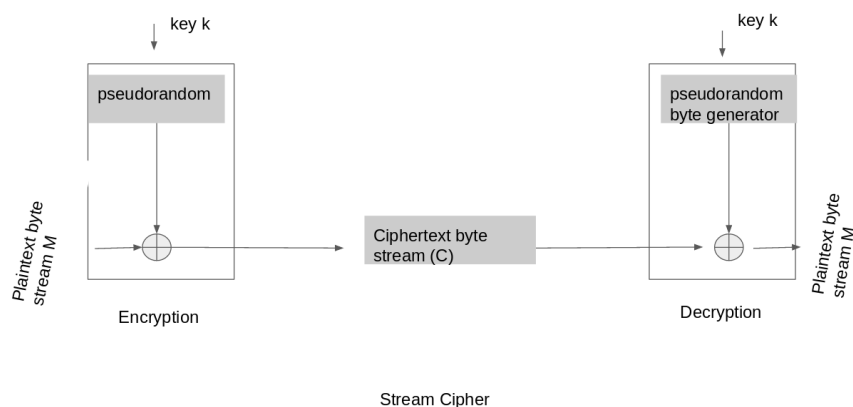 key k
pseudorandom
Plaintext byte
stream M
Encryption
Ciphertext byte
stream (C)
key k
pseudorandom
byte generator
Plaintext byte
stream M
Decryption
Stream Cipher